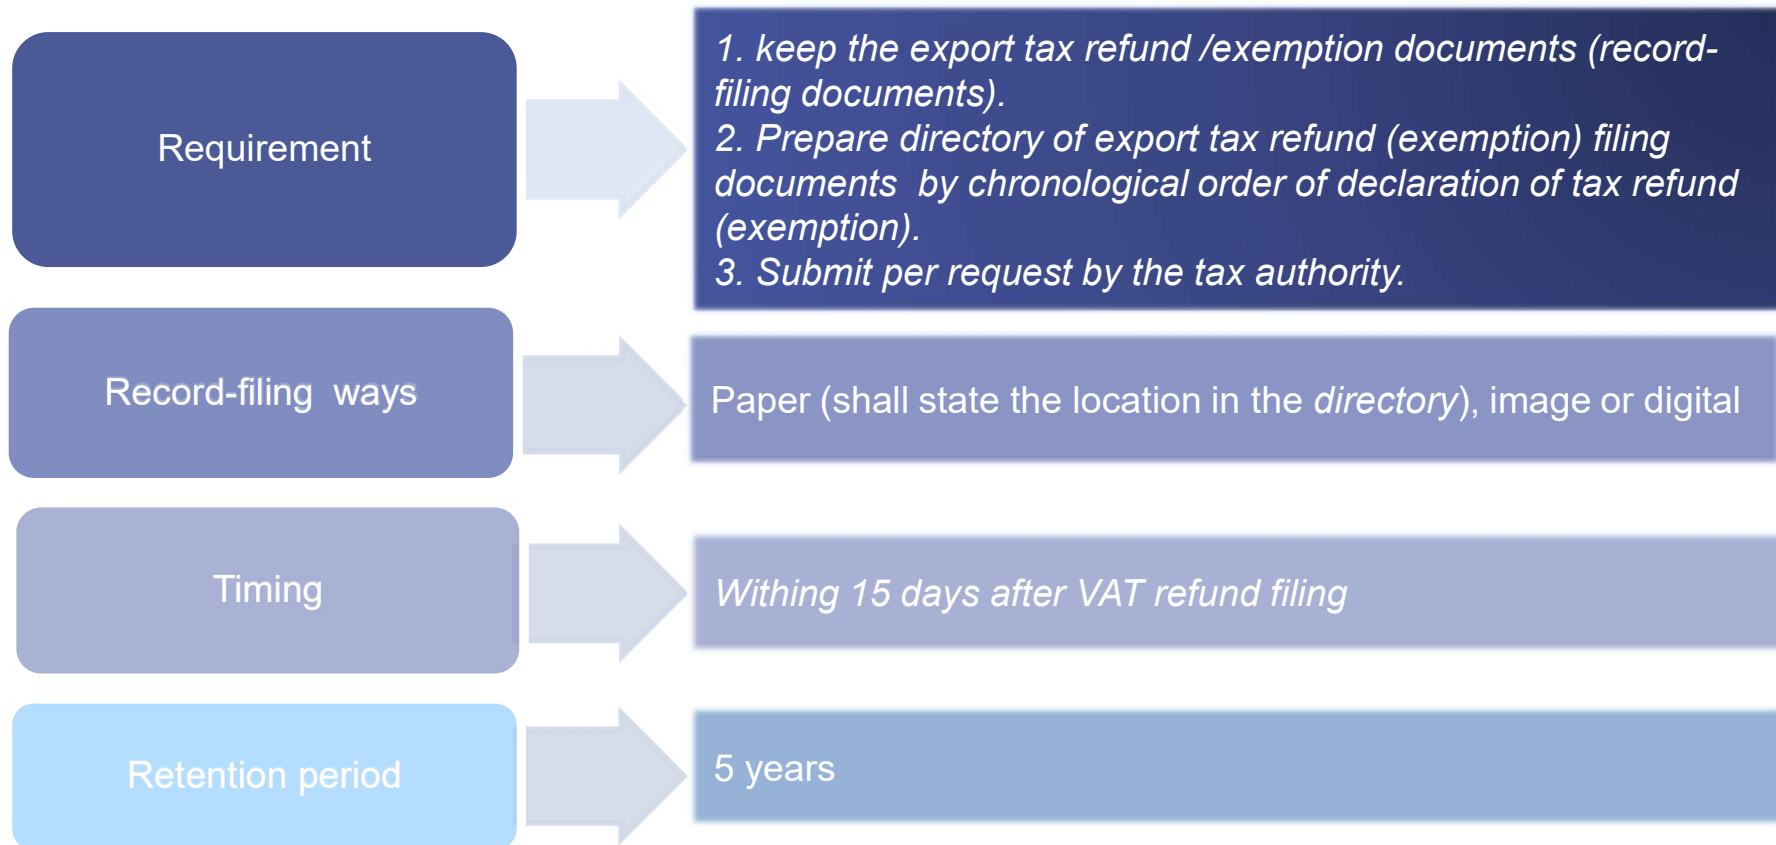 Requirement
1. keep the export tax refund /exemption documents (record-
filing documents).
2. Prepare directory of export tax refund (exemption) filing
documents  by chronological order of declaration of tax refund
(exemption).
3. Submit per request by the tax authority.
Record-filing  ways
Paper (shall state the location in the directory), image or digital
Timing
Withing 15 days after VAT refund filing
Retention period
5 years